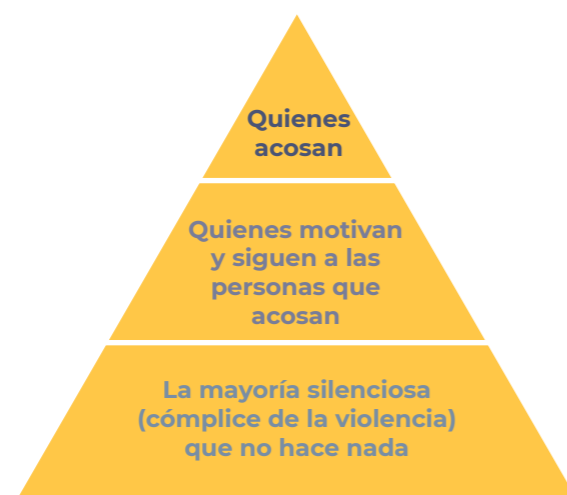 Quienes
acosan
Quienes motivan
y siguen a las
personas que
acosan
La mayoría silenciosa
(cómplice de la violencia)
que no hace nada